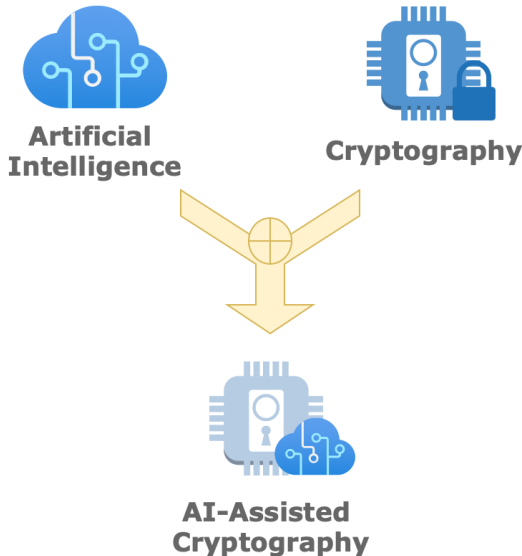 Artificial
Intelligence
Cryptography
AI-Assisted
Cryptography